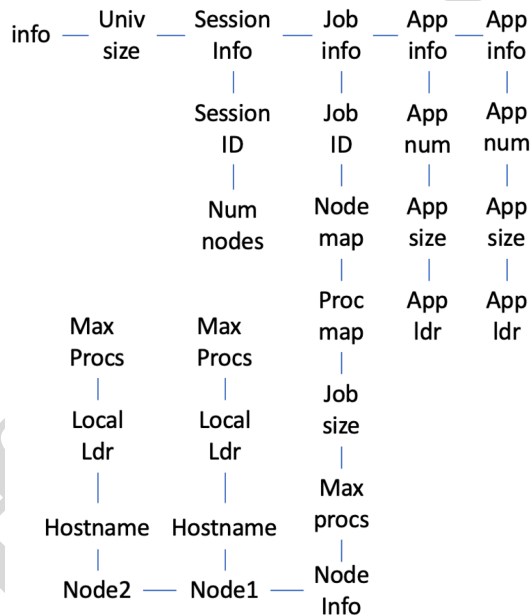 info
Univ
size
Session
Info
Job
info
App
info
App
info
Session
ID
Job
ID
App
num
App
num
Num
nodes
Node
map
App
size
App
size
Max
Procs
Max
Procs
Proc
map
App
ldr
App
ldr
Local
Ldr
Local
Ldr
Job
size
Max
procs
Hostname
Hostname
Node2
Node1
Node
Info